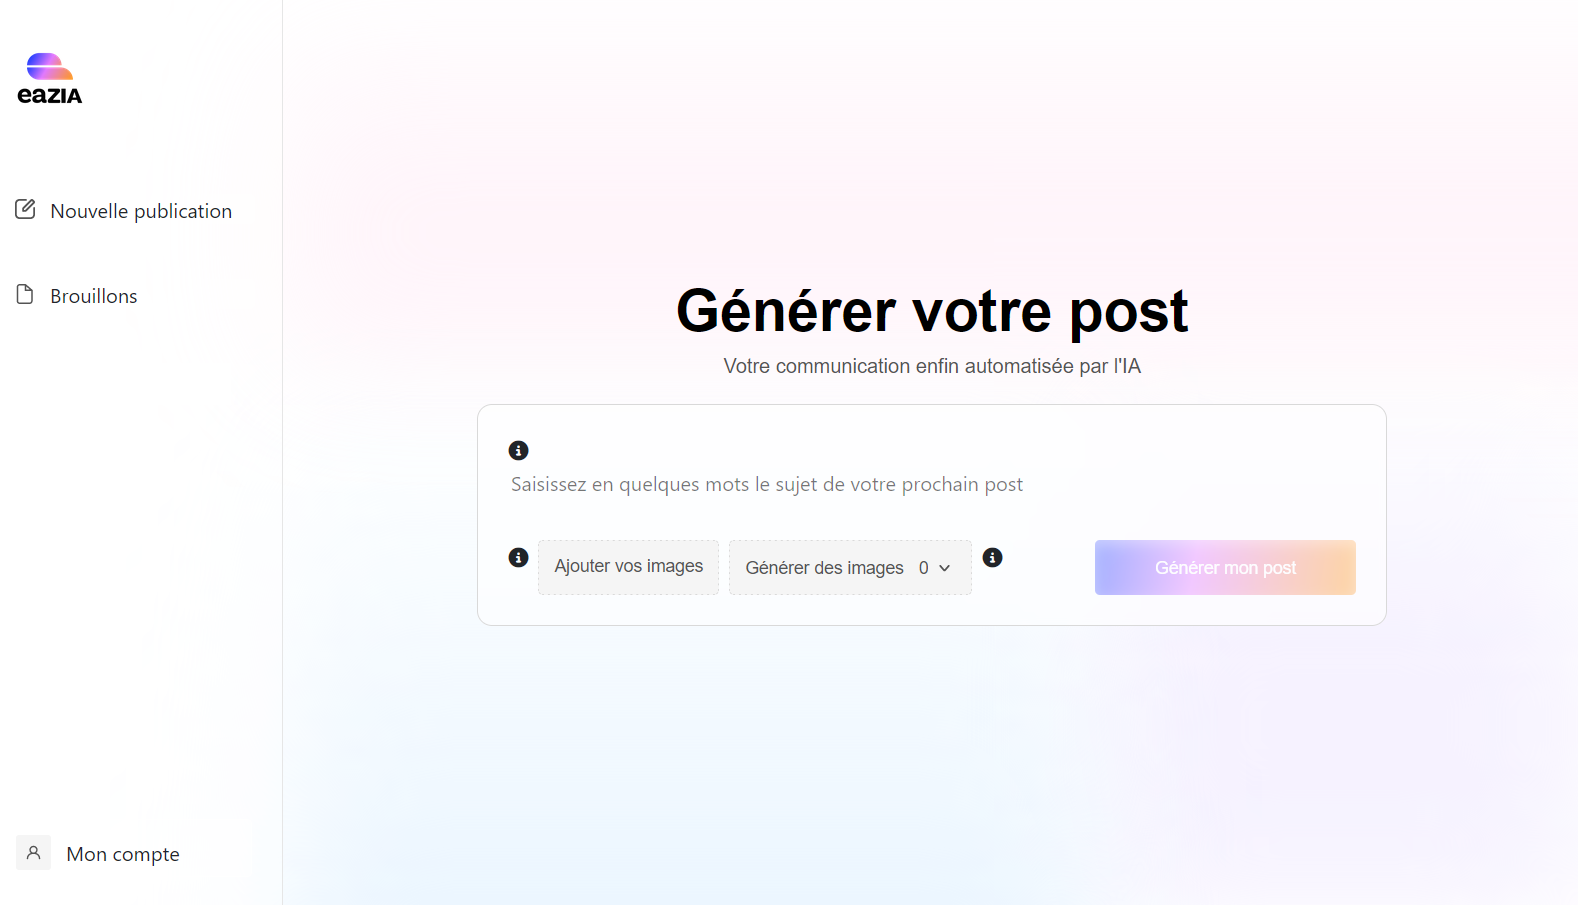 eazIA
Nouvelle publication
Brouillons
Générer votre post
Votre communication enfin automatisée par l'IA
Saisissez en quelques mots le sujet de votre prochain post
Ajouter vos images
Générer des images 0
Générer mon post
Mon compte